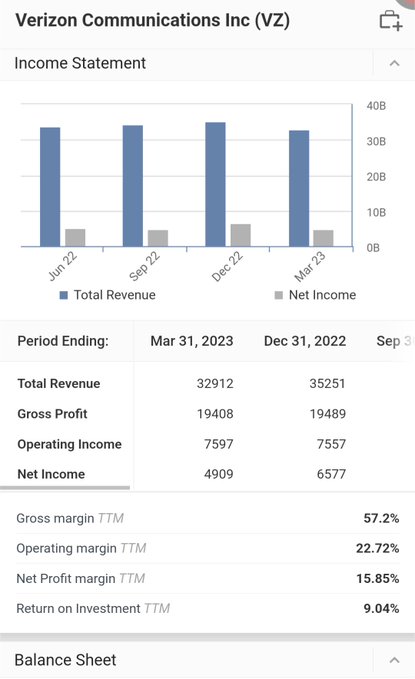 Verizon Communications Inc (VZ)
Income Statement
40B
30B
20B
10B
0B
Jun 22 Sep 22 Dec 22 Mar 23
Total Revenue Net Income
Period Ending: Mar 31, 2023 Dec 31, 2022 Sep 3
Total Revenue 32912 35251
Gross Profit 19408 19489
Operating Income 7597 7557
Net Income 4909 6577
Gross margin TTM 57.2%
Operating margin TTM 22.72%
Net Profit margin TTM 15.85%
Return on Investment TTM 9.04%
Balance Sheet